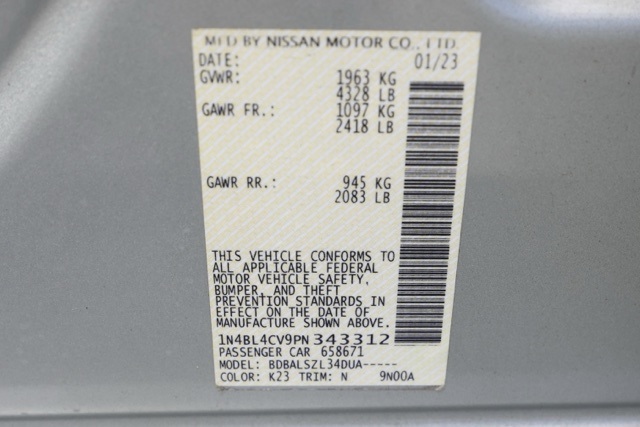 MFD BY NISSAN MOTOR CO., LTD.
DATE: 01/23
GVWR: 1963 KG
4328 LB
GAWR FR.: 1097 KG
2418 LB
GAWR RR.: 945 KG
2083 LB
THIS VEHICLE CONFORMS TO
ALL APPLICABLE FEDERAL
MOTOR VEHICLE SAFETY,
BUMPER, AND THEFT
PREVENTION STANDARDS IN
EFFECT ON THE DATE OF
MANUFACTURE SHOWN ABOVE.
1N4BL4CV9PN343312
PASSENGER CAR 658671
MODEL: BDBALSZL34DUA-----
COLOR: K23 TRIM: N 9N00A